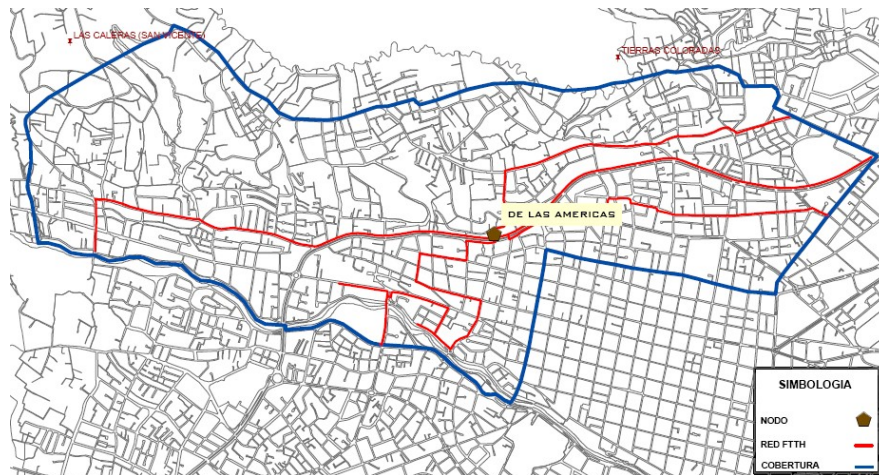 LAS CALERAS (SAN VICENTE)
TIERRAS COLORADAS
DE LAS AMERICAS
SIMBOLOGIA
NODO
RED FTTH
COBERTURA